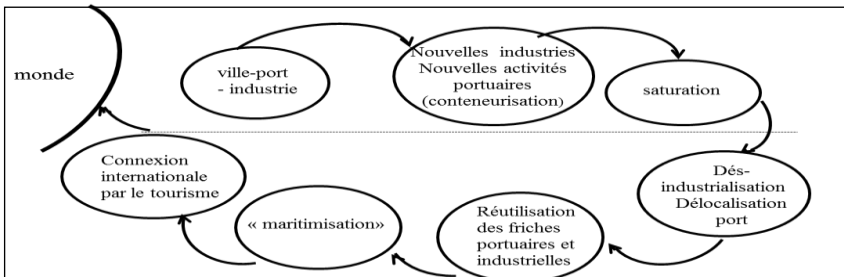 monde
ville-port
- industrie
Nouvelles industries
Nouvelles activités
portuaires
(conteneurisation)
saturation
Dés-
industrialisation
Délocalisation
port
Réutilisation
des friches
portuaires et
industrielles
« maritimisation»
Connexion
internationale
par le tourisme